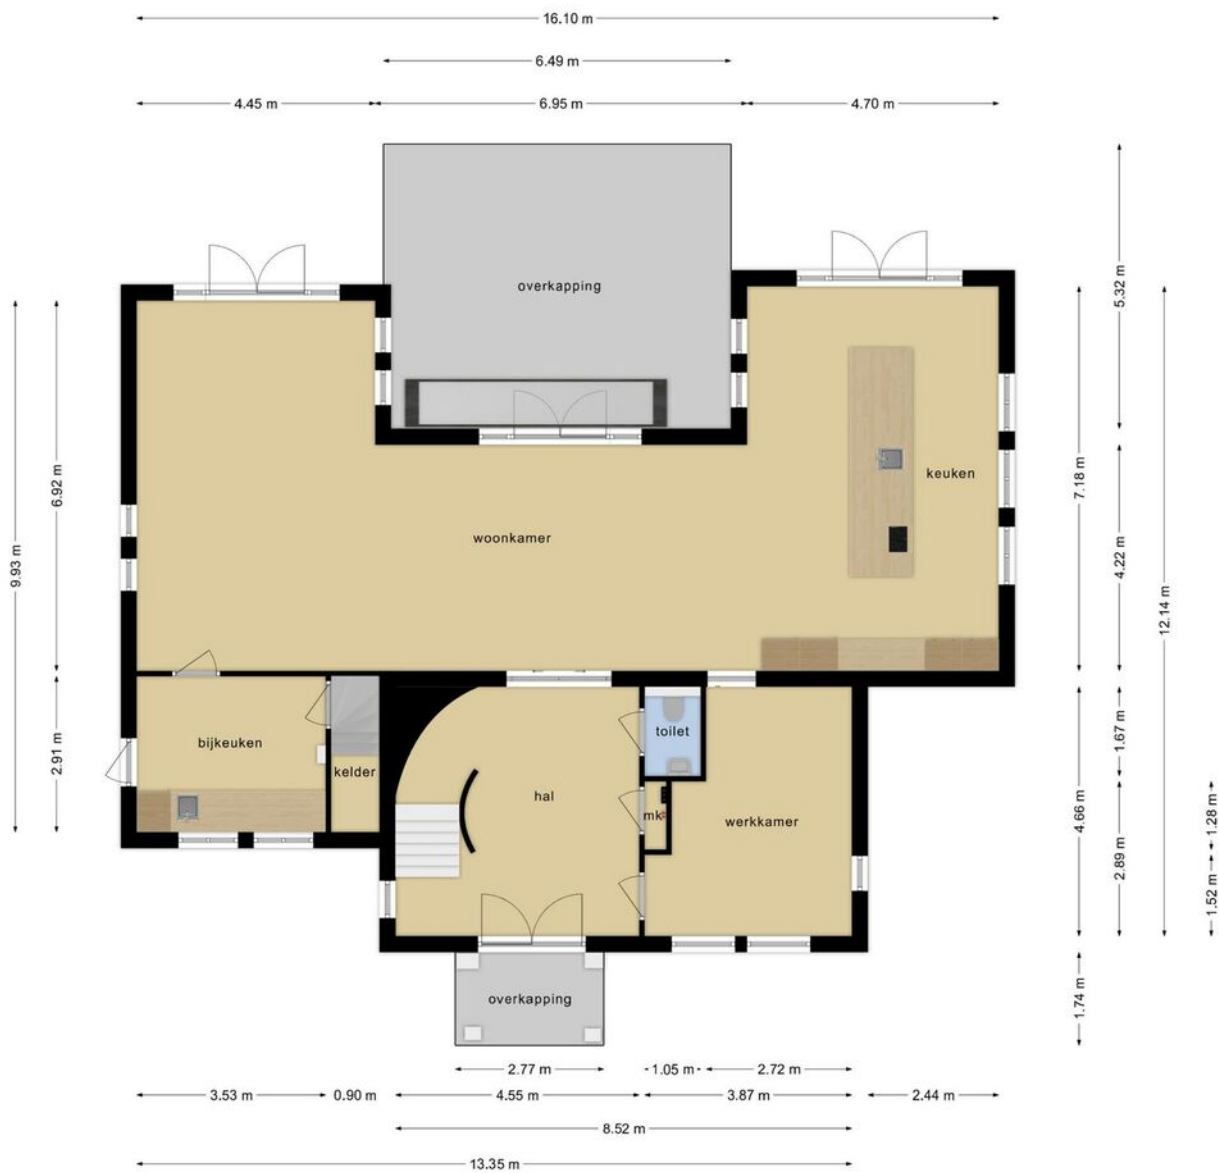 16.10 m
6.49 m
4.45 m
6.95 m
4.70 m
overkapping
5.32 m
keuken
woonkamer
6.92 m
9.93 m
7.18 m
4.22 m
12.14 m
toilet
bijkeuken
kelder
hal
mk
werkkamer
2.91 m
4.66 m
1.67 m
2.89 m
1.28 m
1.52 m
overkapping
1.74 m
2.77 m
1.05 m
2.72 m
3.53 m
0.90 m
4.55 m
3.87 m
2.44 m
8.52 m
13.35 m